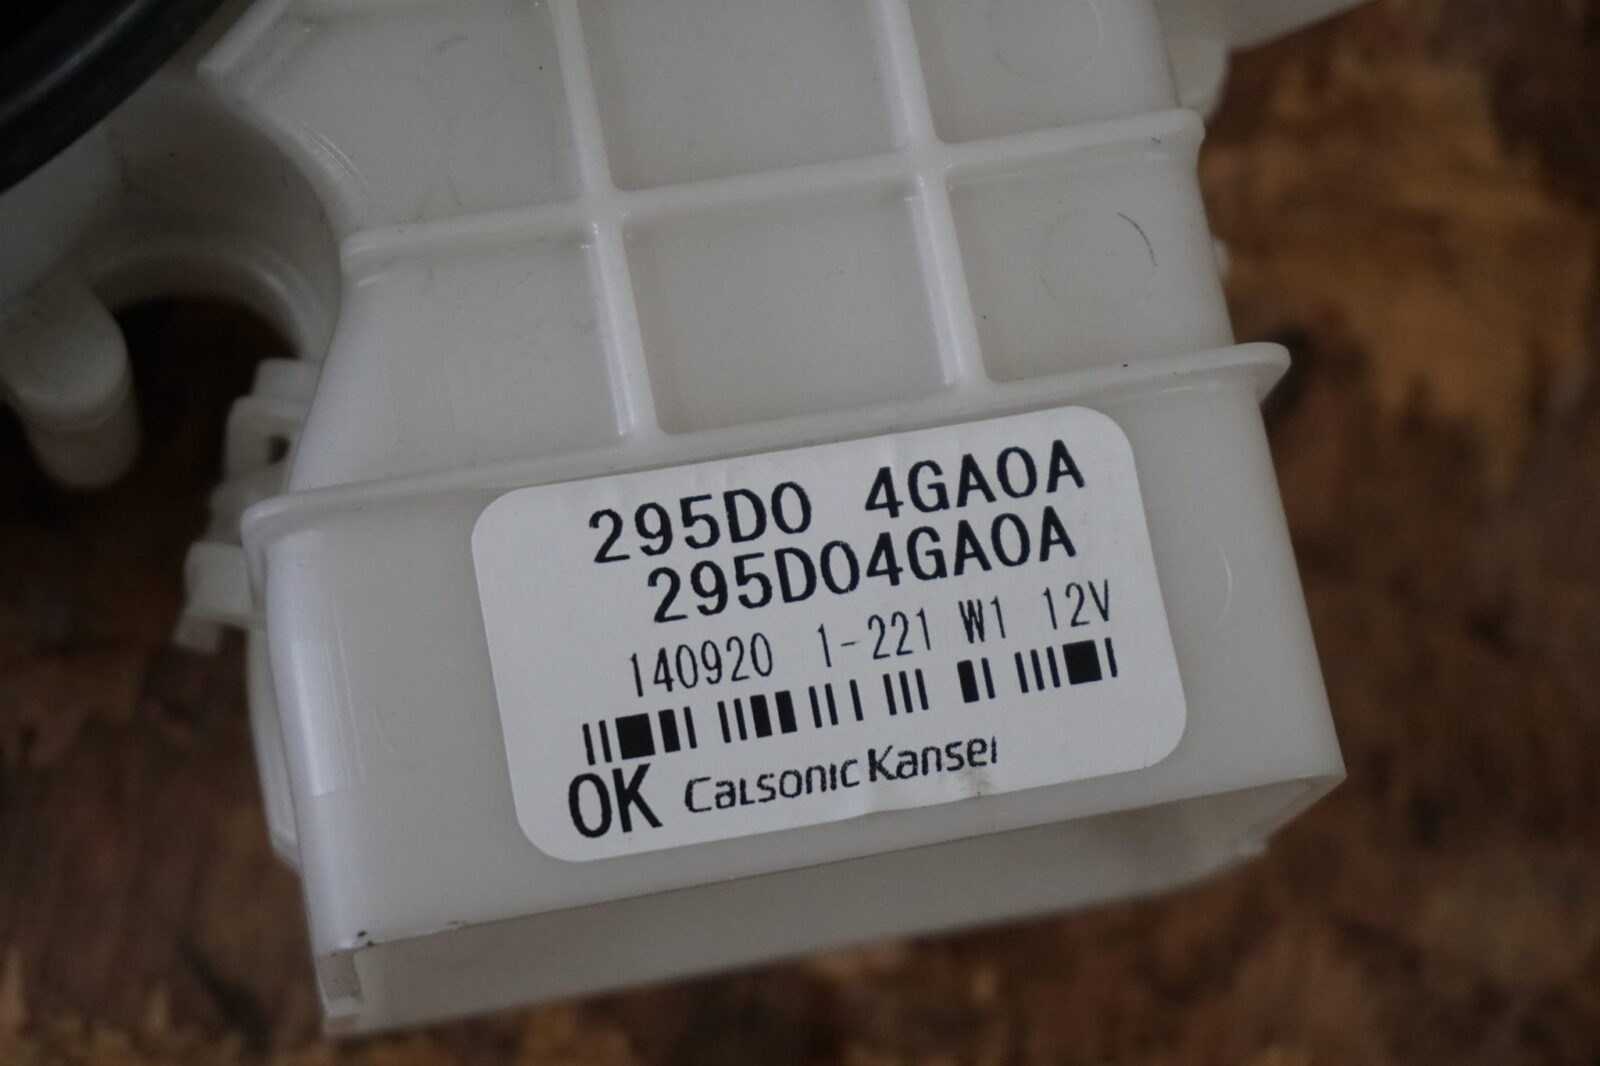 295D0 4GA0A
295D04GA0A
140920 1-221 W1 12V
OK Calsonic Kansei